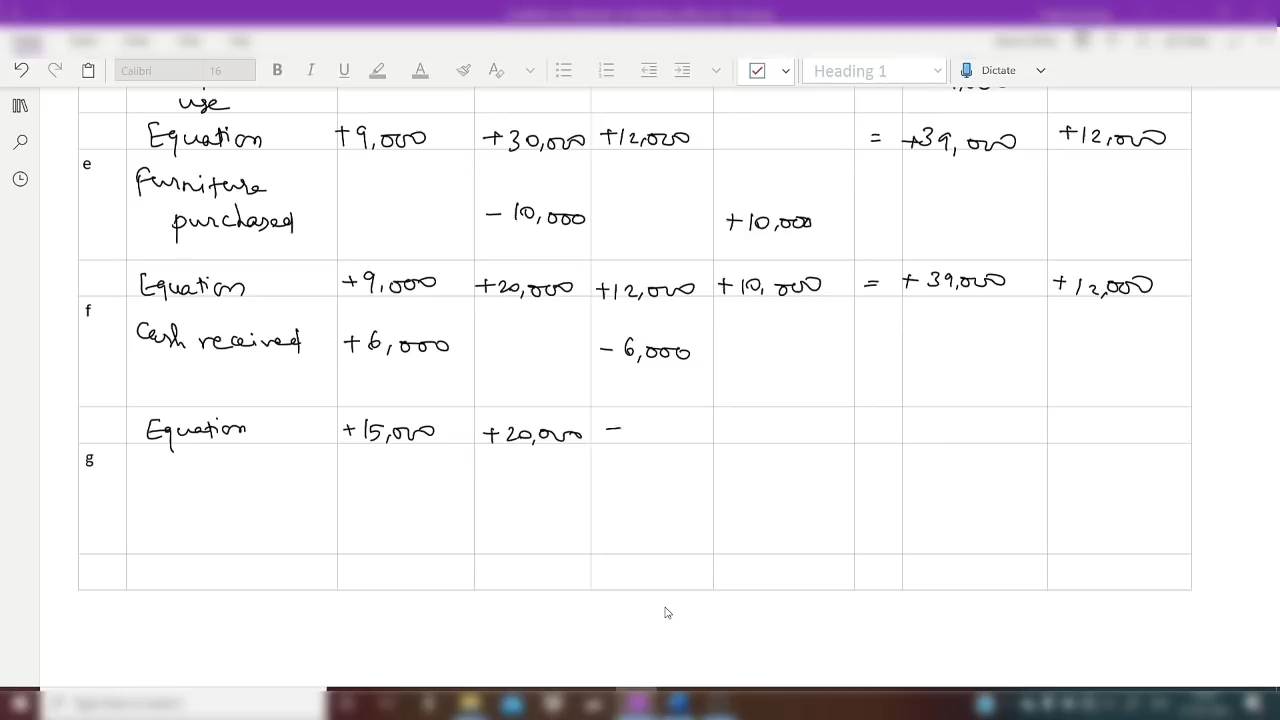 Calibri 16 B I U A Heading 1 Dictate
use
Equation +9,000 +30,000 +12,000 = +39,000 +12,000
e
Furniture
purchased -10,000 +10,000
Equation +9,000 +20,000 +12,000 +10,000 = +39,000 +12,000
f
Cash received +6,000 -6,000
Equation +15,000 +20,000 -
g